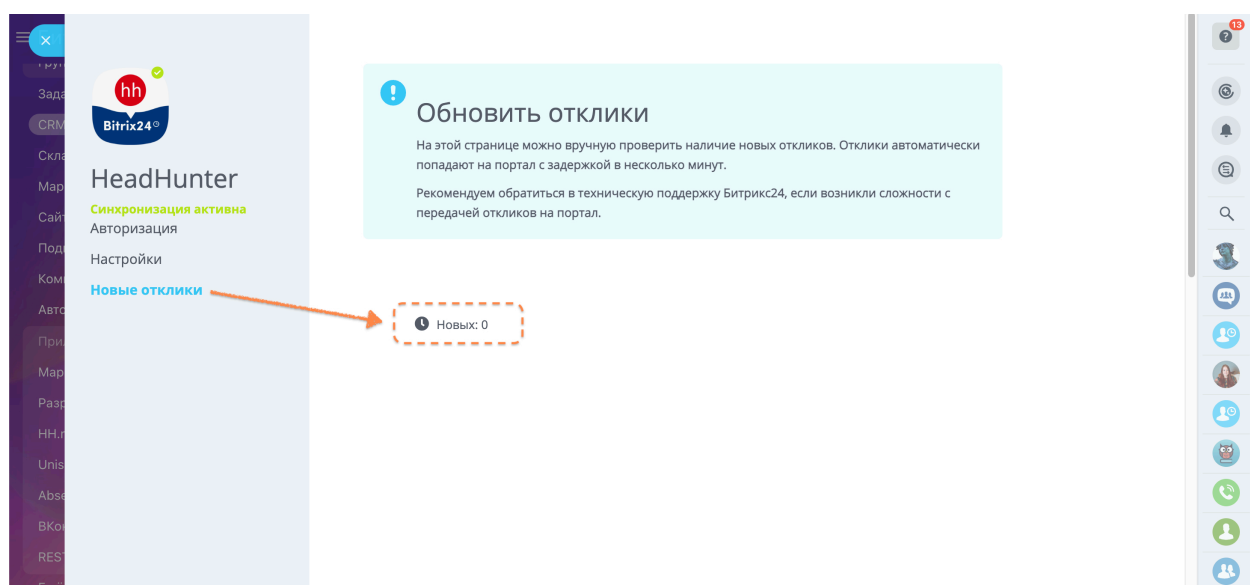 Зада
CRM
Скла
Мар
Сайт
Подп
Ком
Авто
При
Мар
Разр
HH.r
Unis
Abse
ВКон
REST
hh
Bitrix24
HeadHunter
Синхронизация активна
Авторизация
Настройки
Новые отклики
Обновить отклики
На этой странице можно вручную проверить наличие новых откликов. Отклики автоматически
попадают на портал с задержкой в несколько минут.
Рекомендуем обратиться в техническую поддержку Битрикс24, если возникли сложности с
передачей откликов на портал.
Новых: 0
13